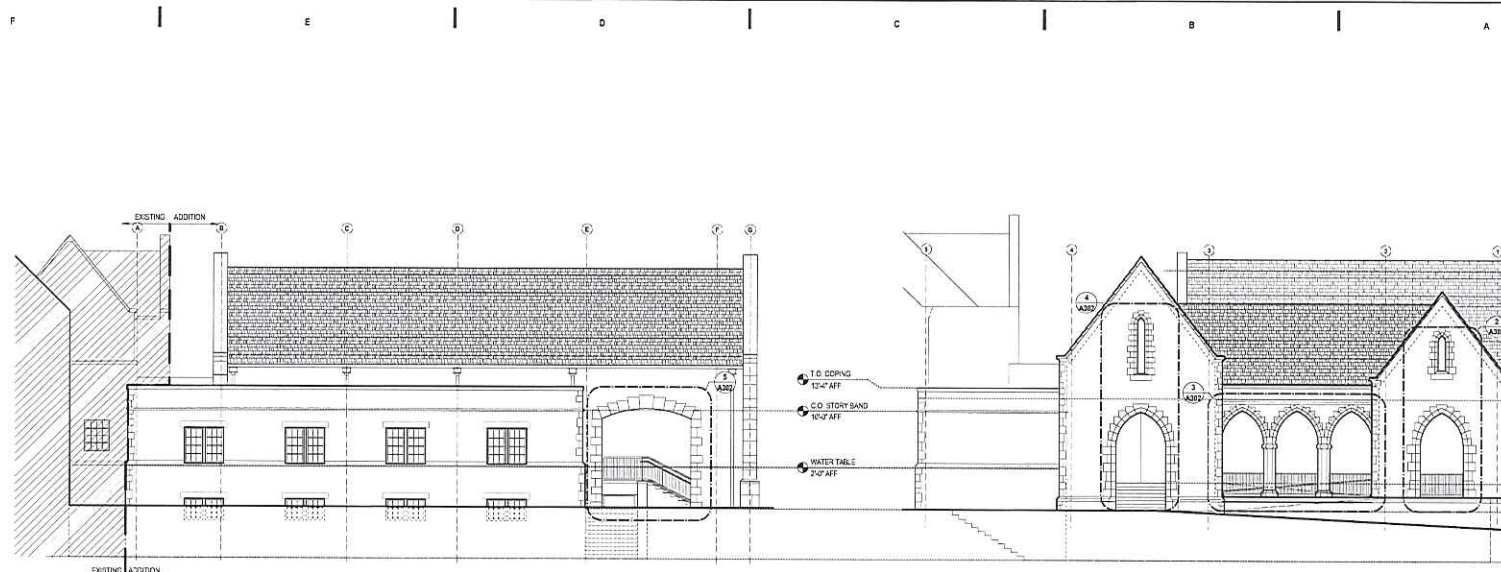 F E D C B A
EXISTING ADDITION
A B C D E F G
1 4 3 2 1
4
A302
2
5
A302
3
A302
T.O. COPING
12'-4" AFF
C.O. STORY BAND
10'-0" AFF
WATER TABLE
2'-0" AFF
EXISTING ADDITION